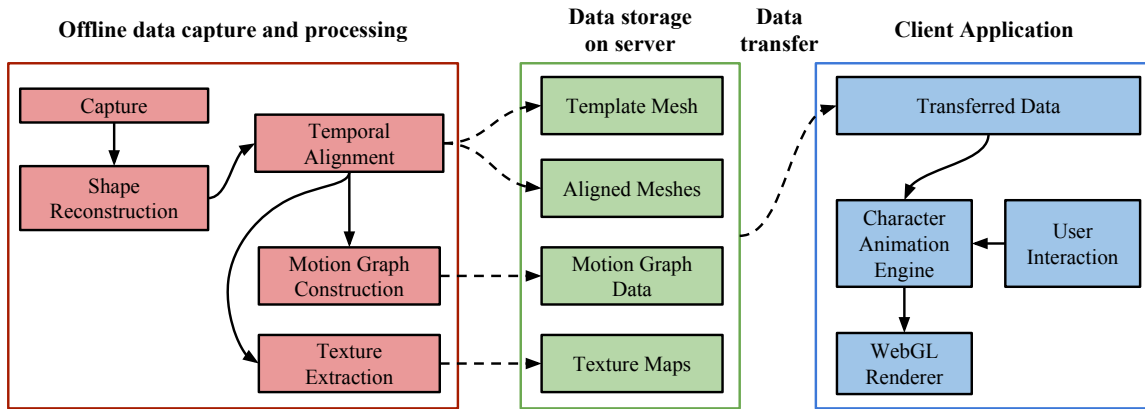 Offline data capture and processing
Data storage
on server
Data
transfer
Client Application
Capture
Shape
Reconstruction
Temporal
Alignment
Motion Graph
Construction
Texture
Extraction
Template Mesh
Aligned Meshes
Motion Graph
Data
Texture Maps
Transferred Data
Character
Animation
Engine
User
Interaction
WebGL
Renderer